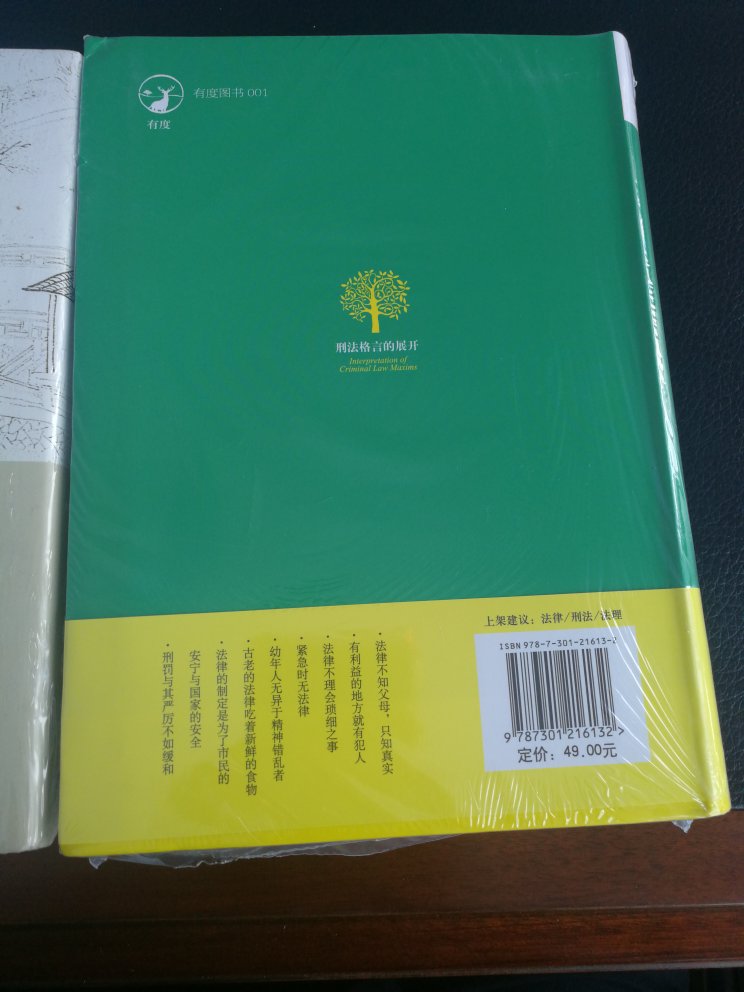 有度图书 001
有度
刑法格言的展开
Interpretation of
Criminal Law Maxims
上架建议：法律/刑法/法理
ISBN 978-7-301-21613-2
9 787301 216132 >
定价：49.00元
·法律不知父母，只知真实
·有利益的地方就有犯人
·法律不理会琐细之事
·紧急时无法律
·幼年人无异于精神错乱者
·古老的法律吃着新鲜的食物
·法律的制定是为了市民的
安宁与国家的安全
·刑罚与其严厉不如缓和